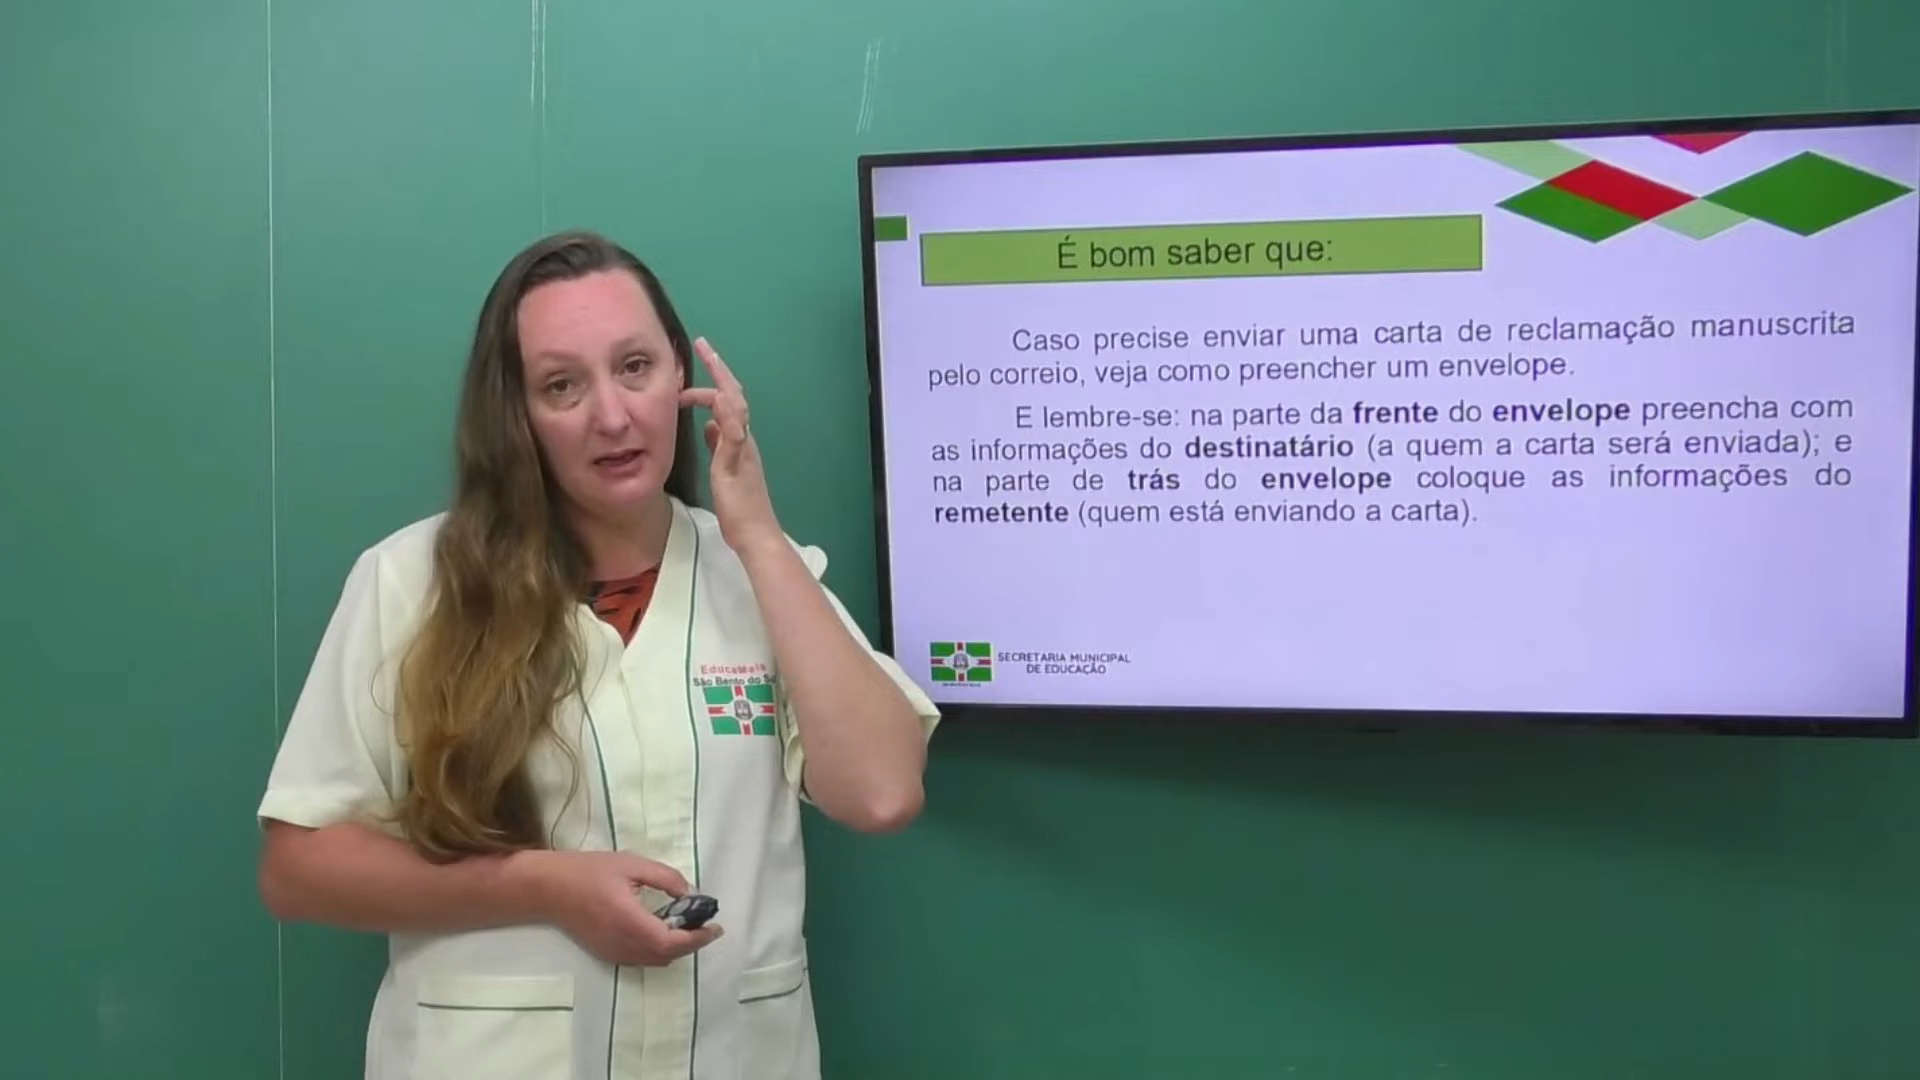 É bom saber que:
Caso precise enviar uma carta de reclamação manuscrita
pelo correio, veja como preencher um envelope.
E lembre-se: na parte da frente do envelope preencha com
as informações do destinatário (a quem a carta será enviada); e
na parte de trás do envelope coloque as informações do
remetente (quem está enviando a carta).
SECRETARIA MUNICIPAL
DE EDUCAÇÃO
EducaMais
São Bento do Sul